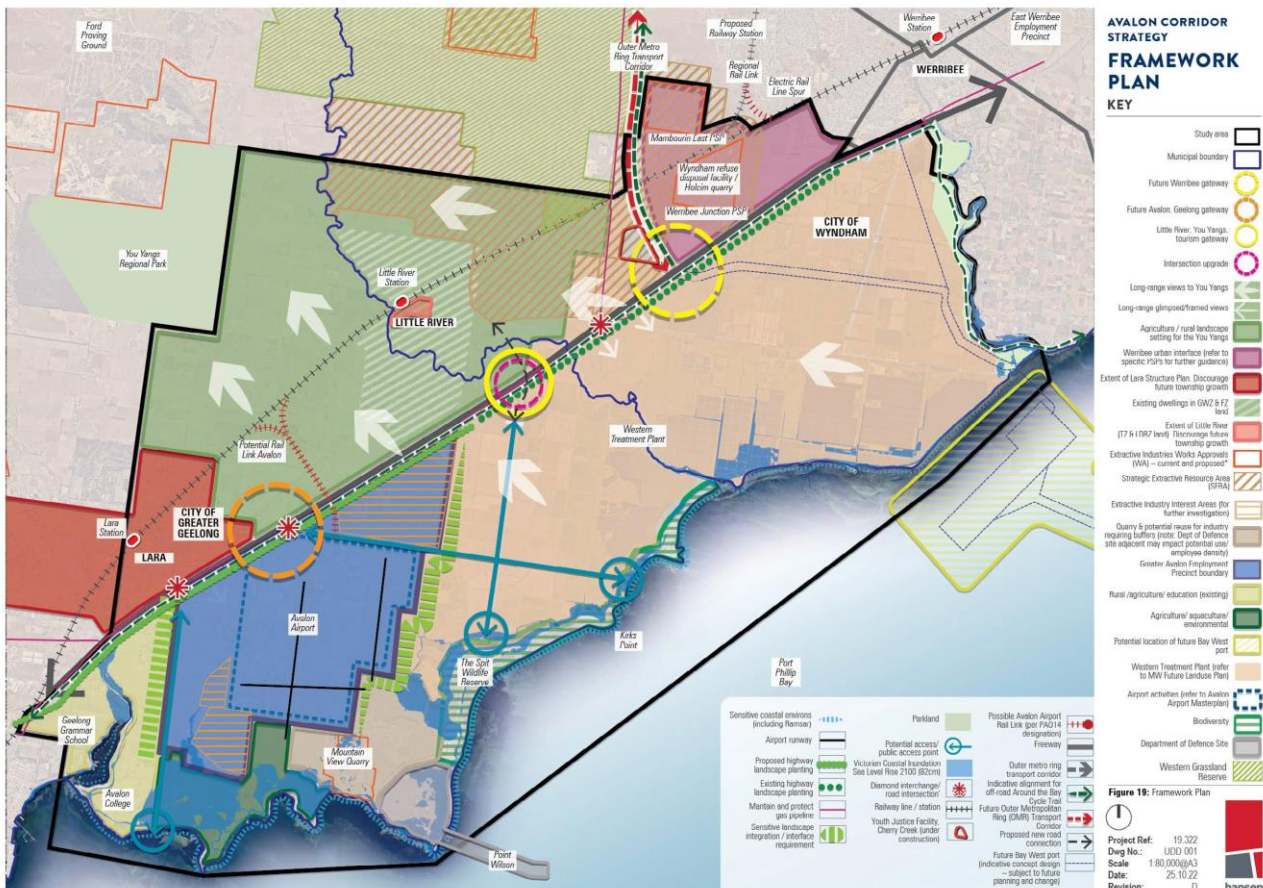 Ford
Proving
Ground
Outer Metro
Ring Transport
Corridor
Proposed
Railway Station
Regional
Rail Link
Electric Rail
Line Spur
Werribee
Station
East Werribee
Employment
Precinct
WERRIBEE
Mambourin East PSP
Wyndham refuse
disposal facility /
Holcim quarry
Werribee Junction PSP
CITY OF
WYNDHAM
You Yangs
Regional Park
Little River
Station
LITTLE RIVER
Western
Treatment Plant
Potential Rail
Link Avalon
CITY OF
GREATER
GEELONG
Lara
Station
LARA
Avalon
Airport
The Spit
Wildlife
Reserve
Kirks
Point
Port
Phillip
Bay
Geelong
Grammar
School
Avalon
College
Mountain
View Quarry
Point
Wilson
AVALON CORRIDOR
STRATEGY
FRAMEWORK
PLAN
KEY
Study area
Municipal boundary
Future Werribee gateway
Future Avalon, Geelong gateway
Little River, You Yangs,
tourism gateway
Intersection upgrade
Long-range views to You Yangs
Long-range glimpsed/framed views
Agriculture / rural landscape
setting for the You Yangs
Werribee urban interface (refer to
specific PSPs for further guidance)
Extent of Lara Structure Plan. Discourage
future township growth
Existing dwellings in GWZ & FZ
land
Extent of Little River
(TZ & LDRZ land). Discourage future
township growth
Extractive Industries Works Approvals
(WA) – current and proposed*
Strategic Extractive Resource Area
(SERA)
Extractive Industry Interest Areas (for
further investigation)
Quarry & potential reuse for industry
requiring buffers (note: Dept of Defence
site adjacent may impact potential use/
employee density)
Greater Avalon Employment
Precinct boundary
Rural /agriculture/ education (existing)
Agriculture/ aquaculture/
environmental
Potential location of future Bay West
port
Western Treatment Plant (refer
to MW Future Landuse Plan)
Airport activities (refer to Avalon
Airport Masterplan)
Biodiversity
Department of Defence Site
Western Grassland
Reserve
Sensitive coastal environs
(including Ramsar)
Airport runway
Proposed highway
landscape planting
Existing highway
landscape planting
Mantain and protect
gas pipeline
Sensitive landscape
integration / interface
requirement
Parkland
Potential access/
public access point
Victorian Coastal Inundation
Sea Level Rise 2100 (82cm)
Diamond interchange/
road intersection'
Railway line / station
Youth Justice Facility,
Cherry Creek (under
construction)
Possible Avalon Airport
Rail Link (per PAO14
designation)
Freeway
Outer metro ring
transport corridor
Indicative alignment for
off-road Around the Bay
Cycle Trail
Future Outer Metropolitan
Ring (OMR) Transport
Corridor
Proposed new road
connection
Future Bay West port
(indicative concept design
– subject to future
planning and change)
Figure 19: Framework Plan
Project Ref: 19.322
Dwg No.: UDD 001
Scale 1:80,000@A3
Date: 25.10.22
Revision: D
hansen